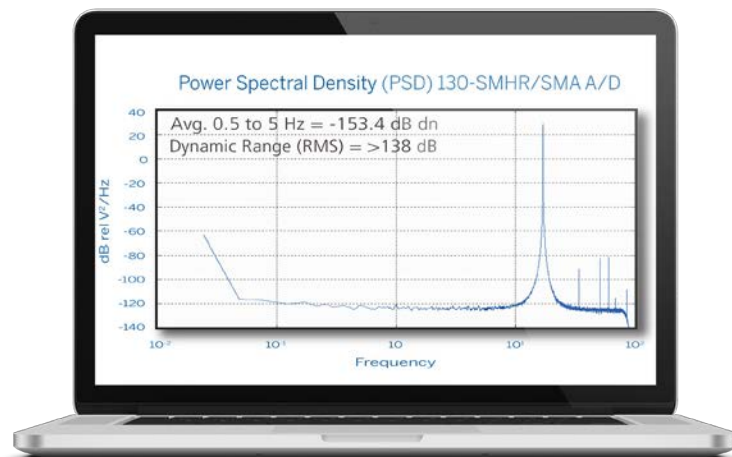 Power Spectral Density (PSD) 130-SMHR/SMA A/D
Avg. 0.5 to 5 Hz = -153.4 dB dn
Dynamic Range (RMS) = >138 dB
dB rel V²/Hz
40
20
0
-20
-40
-60
-80
-100
-120
-140
10⁻² 10⁻¹ 10
Frequency